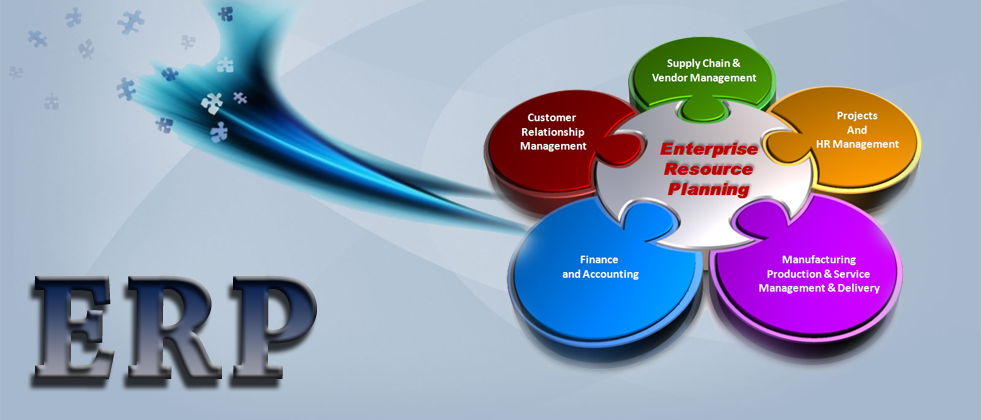 Supply Chain &
Vendor Management
Customer
Relationship
Management
Projects
And
HR Management
Enterprise
Resource
Planning
Finance
and Accounting
Manufacturing
Production & Service
Management & Delivery
ERP